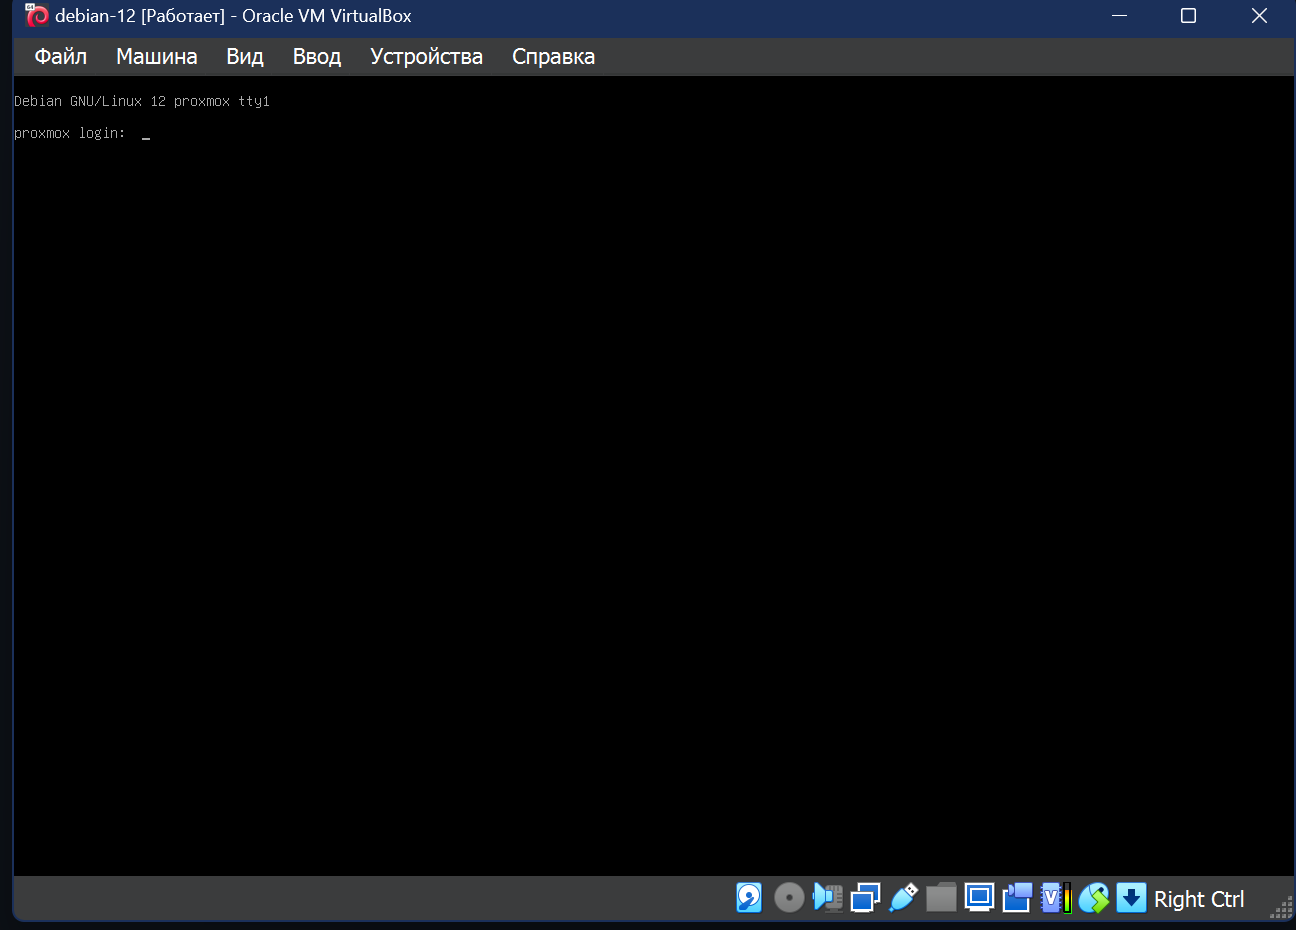 debian-12 [Работает] - Oracle VM VirtualBox
Файл Машина Вид Ввод Устройства Справка
Debian GNU/Linux 12 proxmox tty1
proxmox login: _
Right Ctrl